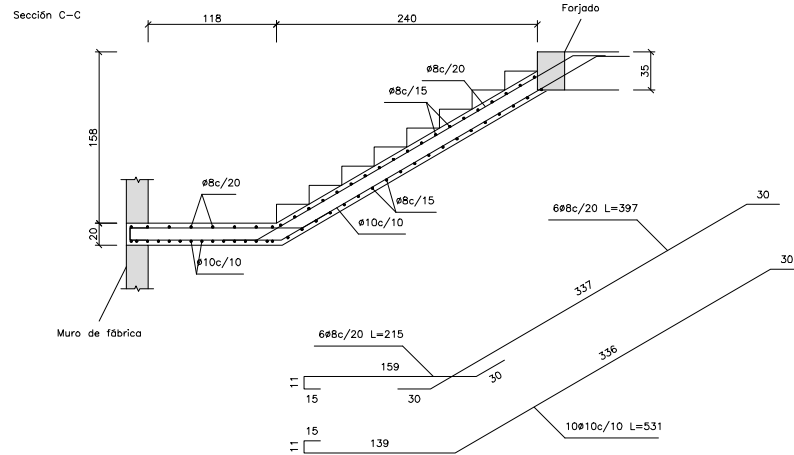 Sección C-C
118
240
Forjado
ø8c/20
35
ø8c/15
158
ø8c/20
ø8c/15
20
ø10c/10
ø10c/10
6ø8c/20 L=397
30
30
337
Muro de fábrica
6ø8c/20 L=215
336
159
30
11
15
30
15
11
139
10ø10c/10 L=531